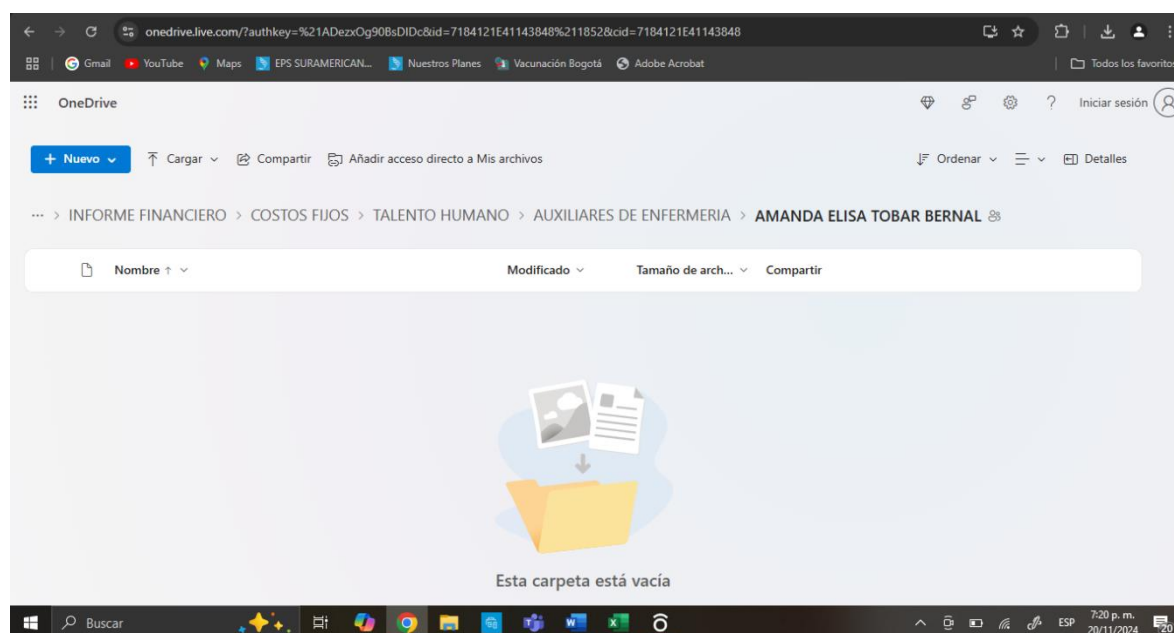 onedrive.live.com/?authkey=%21ADezxOg90BsDIDc&id=7184121E41143848%211852&cid=7184121E41143848
Gmail YouTube Maps EPS SURAMERICAN... Nuestros Planes Vacunación Bogotá Adobe Acrobat Todos los favoritos
OneDrive Iniciar sesión
+ Nuevo Cargar Compartir Añadir acceso directo a Mis archivos Ordenar Detalles
··· > INFORME FINANCIERO > COSTOS FIJOS > TALENTO HUMANO > AUXILIARES DE ENFERMERIA > AMANDA ELISA TOBAR BERNAL
Nombre Modificado Tamaño de arch... Compartir
Esta carpeta está vacía
Buscar ESP 7:20 p. m.
20/11/2024